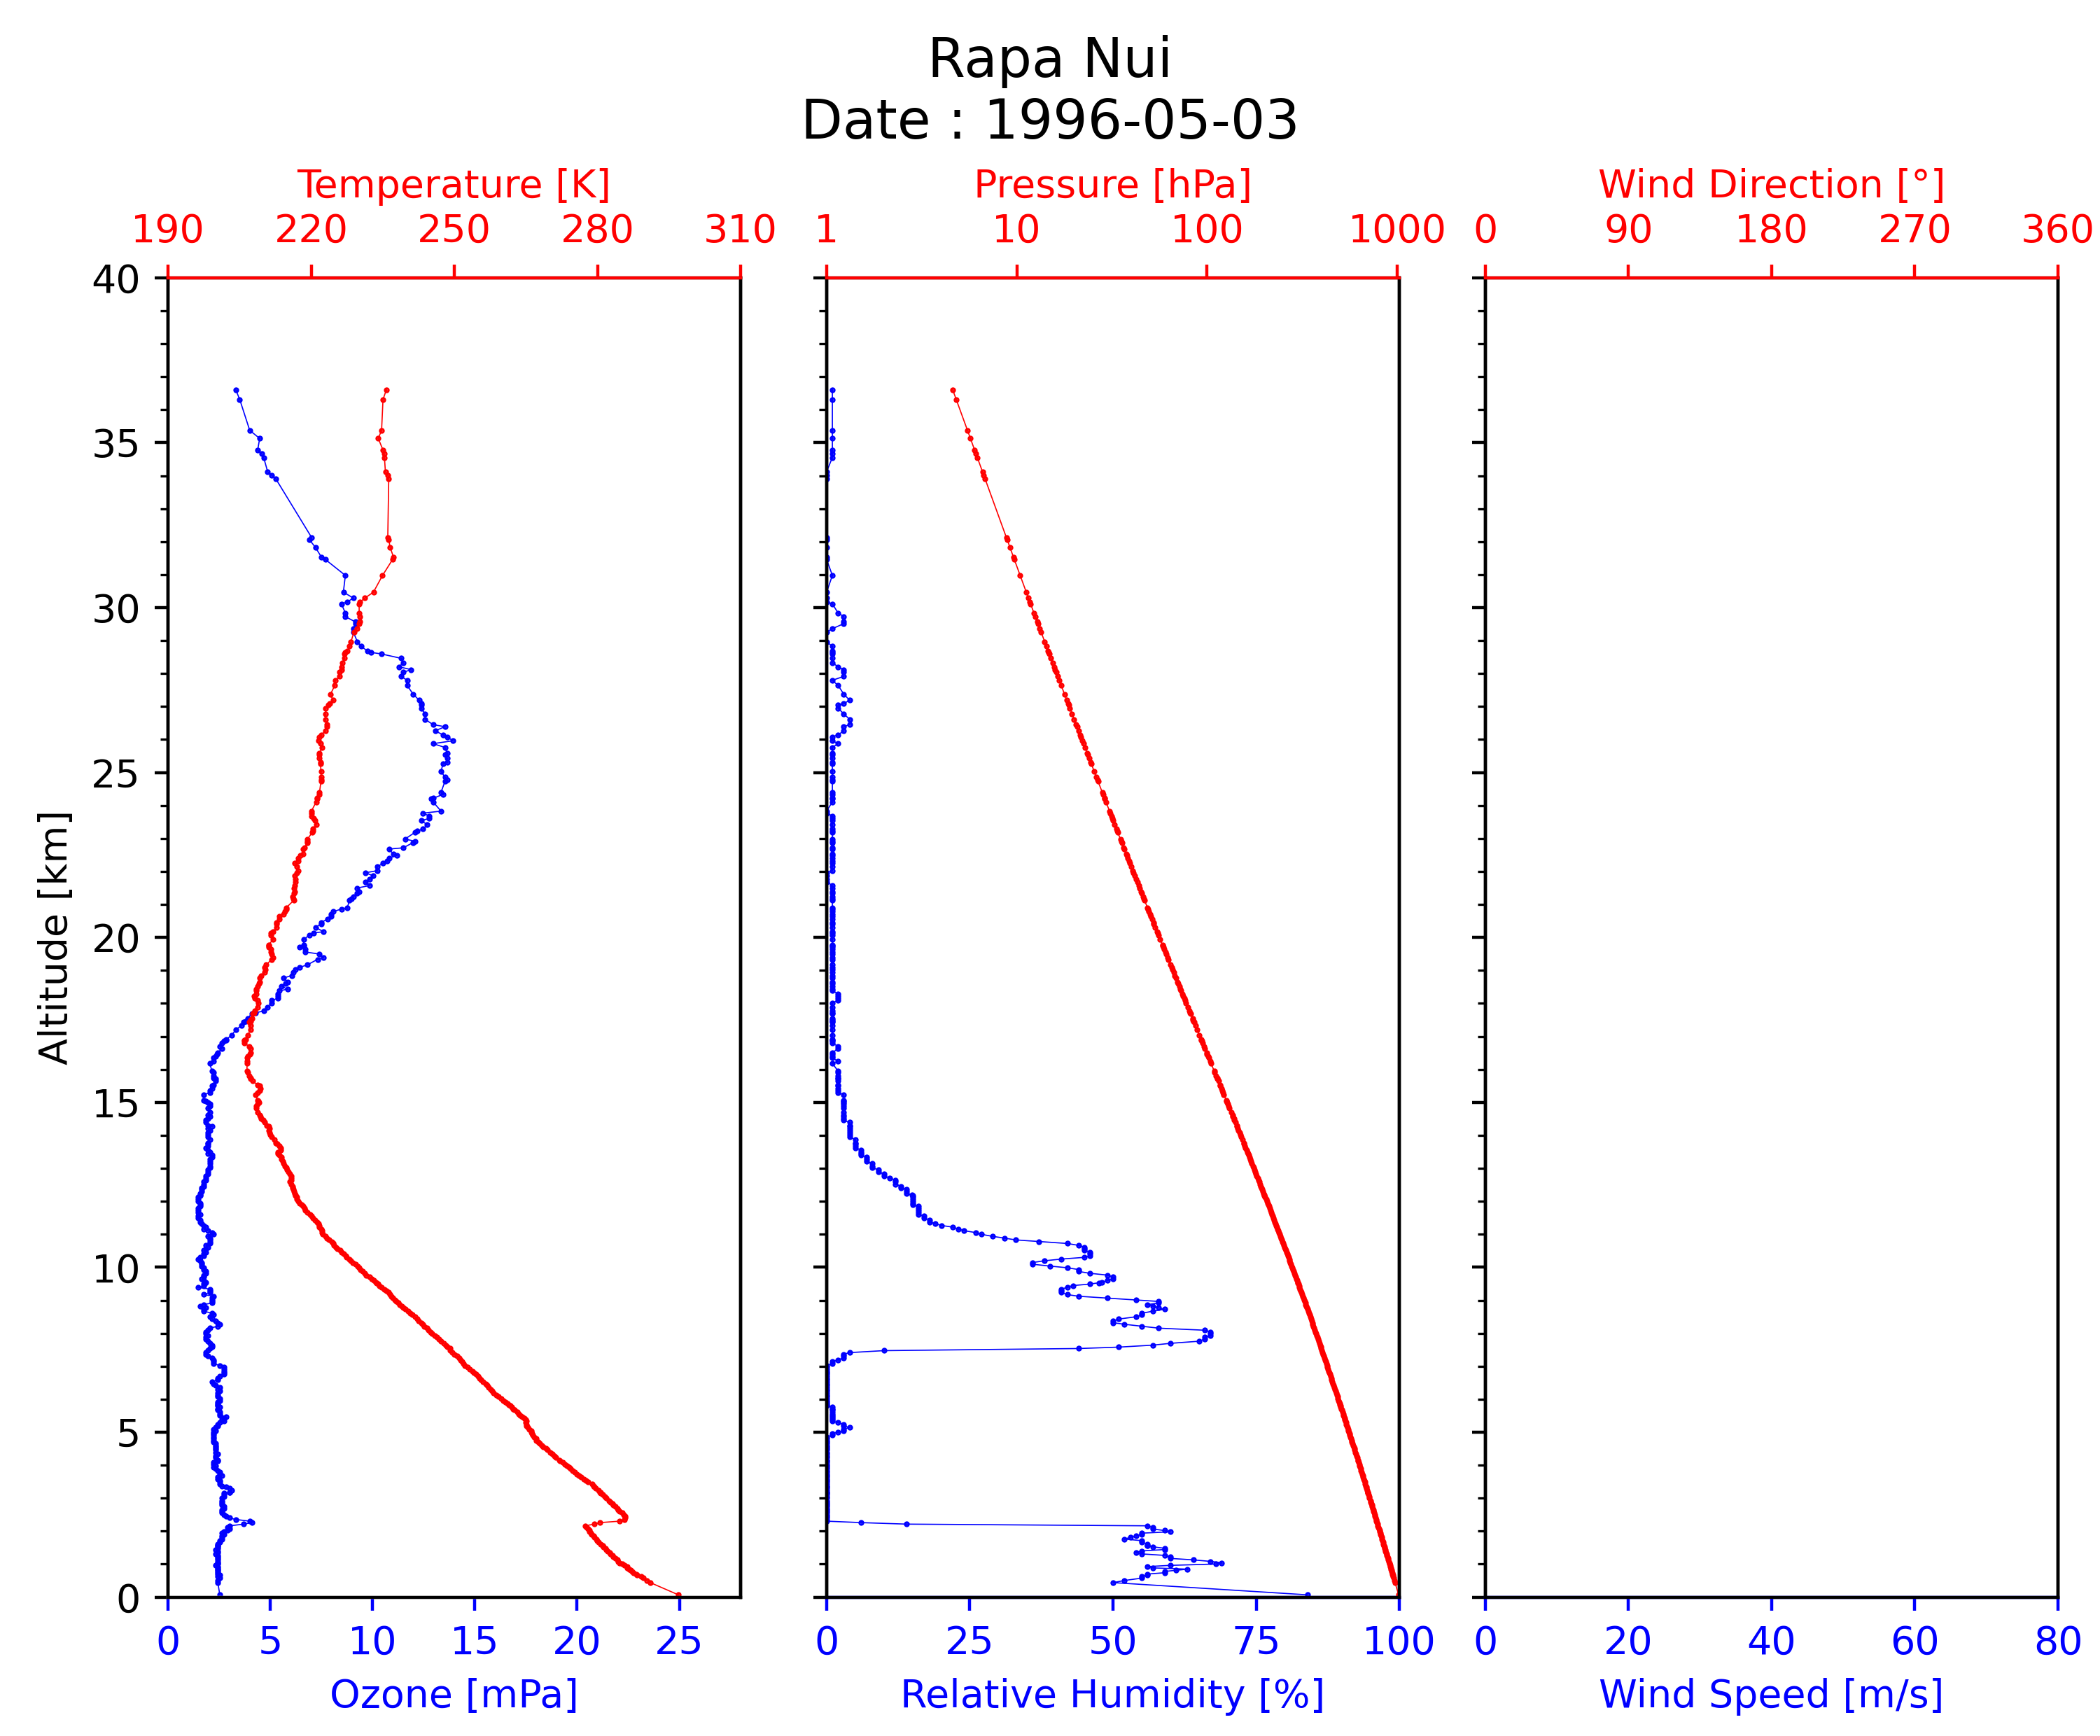 Rapa Nui
Date : 1996-05-03
Temperature [K]
190 220 250 280 310
Pressure [hPa]
1 10 100 1000
Wind Direction [°]
0 90 180 270 360
Altitude [km]
40
35
30
25
20
15
10
5
0
0 5 10 15 20 25
Ozone [mPa]
0 25 50 75 100
Relative Humidity [%]
0 20 40 60 80
Wind Speed [m/s]